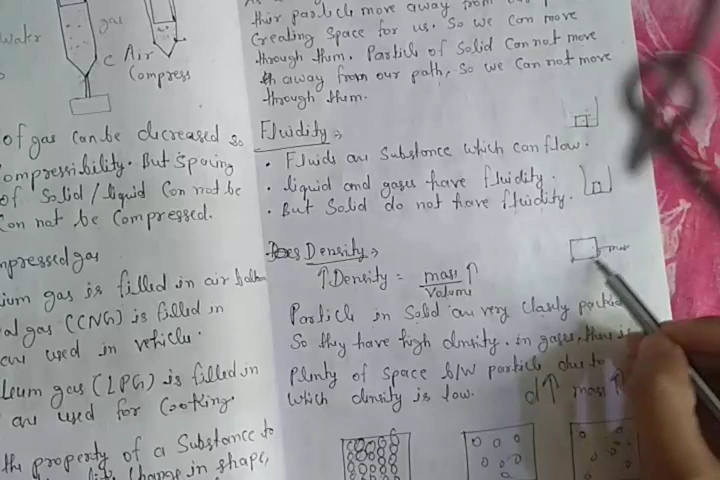 Water
gas
C Air
Compress
of gas can be decreased so
compressibility. But spacing
of solid/liquid can not be
can not be compressed.
mpressed gas
ium gas is filled in air
al gas (CNG) is filled in
are used in vehicle.
leum gas (LPG) is filled in
are used for cooking.
the property of a substance to
change in shape,
their particle move away from
Creating space for us. So we can move
through them. Particle of solid can not move
away from our path, so we can not move
through them.
Fluidity →
• Fluids are substance which can flow.
• liquid and gases have fluidity.
• But solid do not have fluidity.
Density →
↑Density = mass↑
Volume
mass
Particle in solid are very closly packed
So they have high density. in gases, there is
Plenty of space b/w particle due to
which density is low. d↑ mass↑